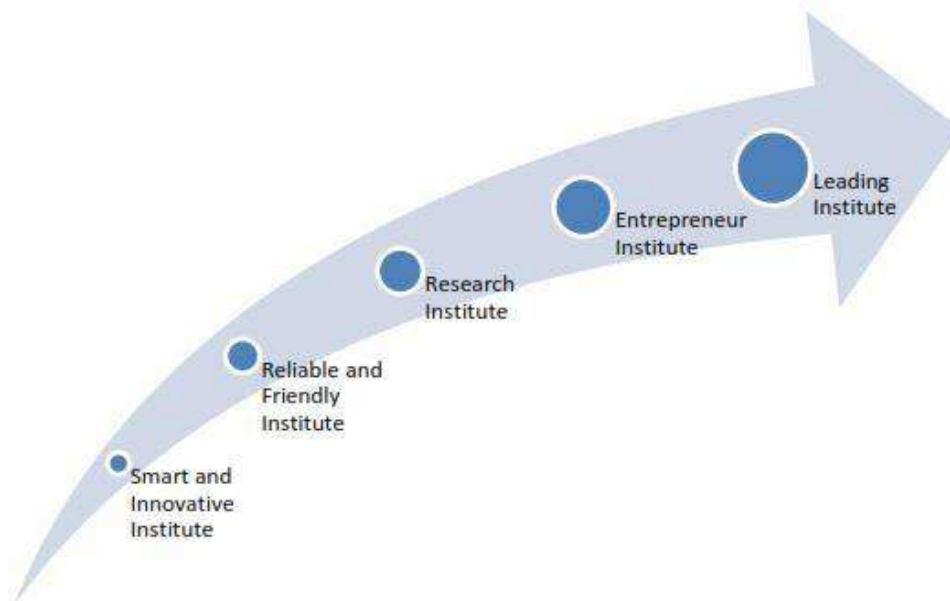 Leading
Institute
Entrepreneur
Institute
Research
Institute
Reliable and
Friendly
Institute
Smart and
Innovative
Institute